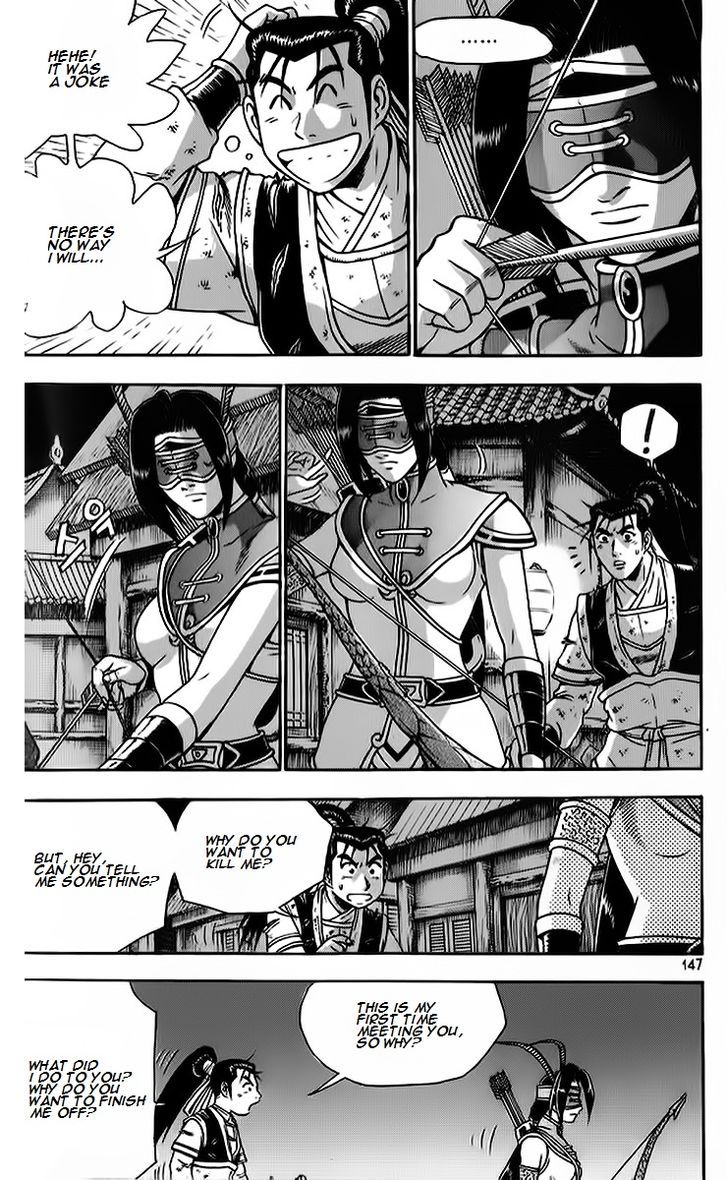 HEHE!
IT WAS
A JOKE
THERE'S
NO WAY
I WILL...
......
!
BUT, HEY,
CAN YOU TELL
ME SOMETHING?
WHY DO YOU
WANT TO
KILL ME?
147
THIS IS MY
FIRST TIME
MEETING YOU,
SO WHY?
WHAT DID
I DO TO YOU?
WHY DO YOU
WANT TO FINISH
ME OFF?